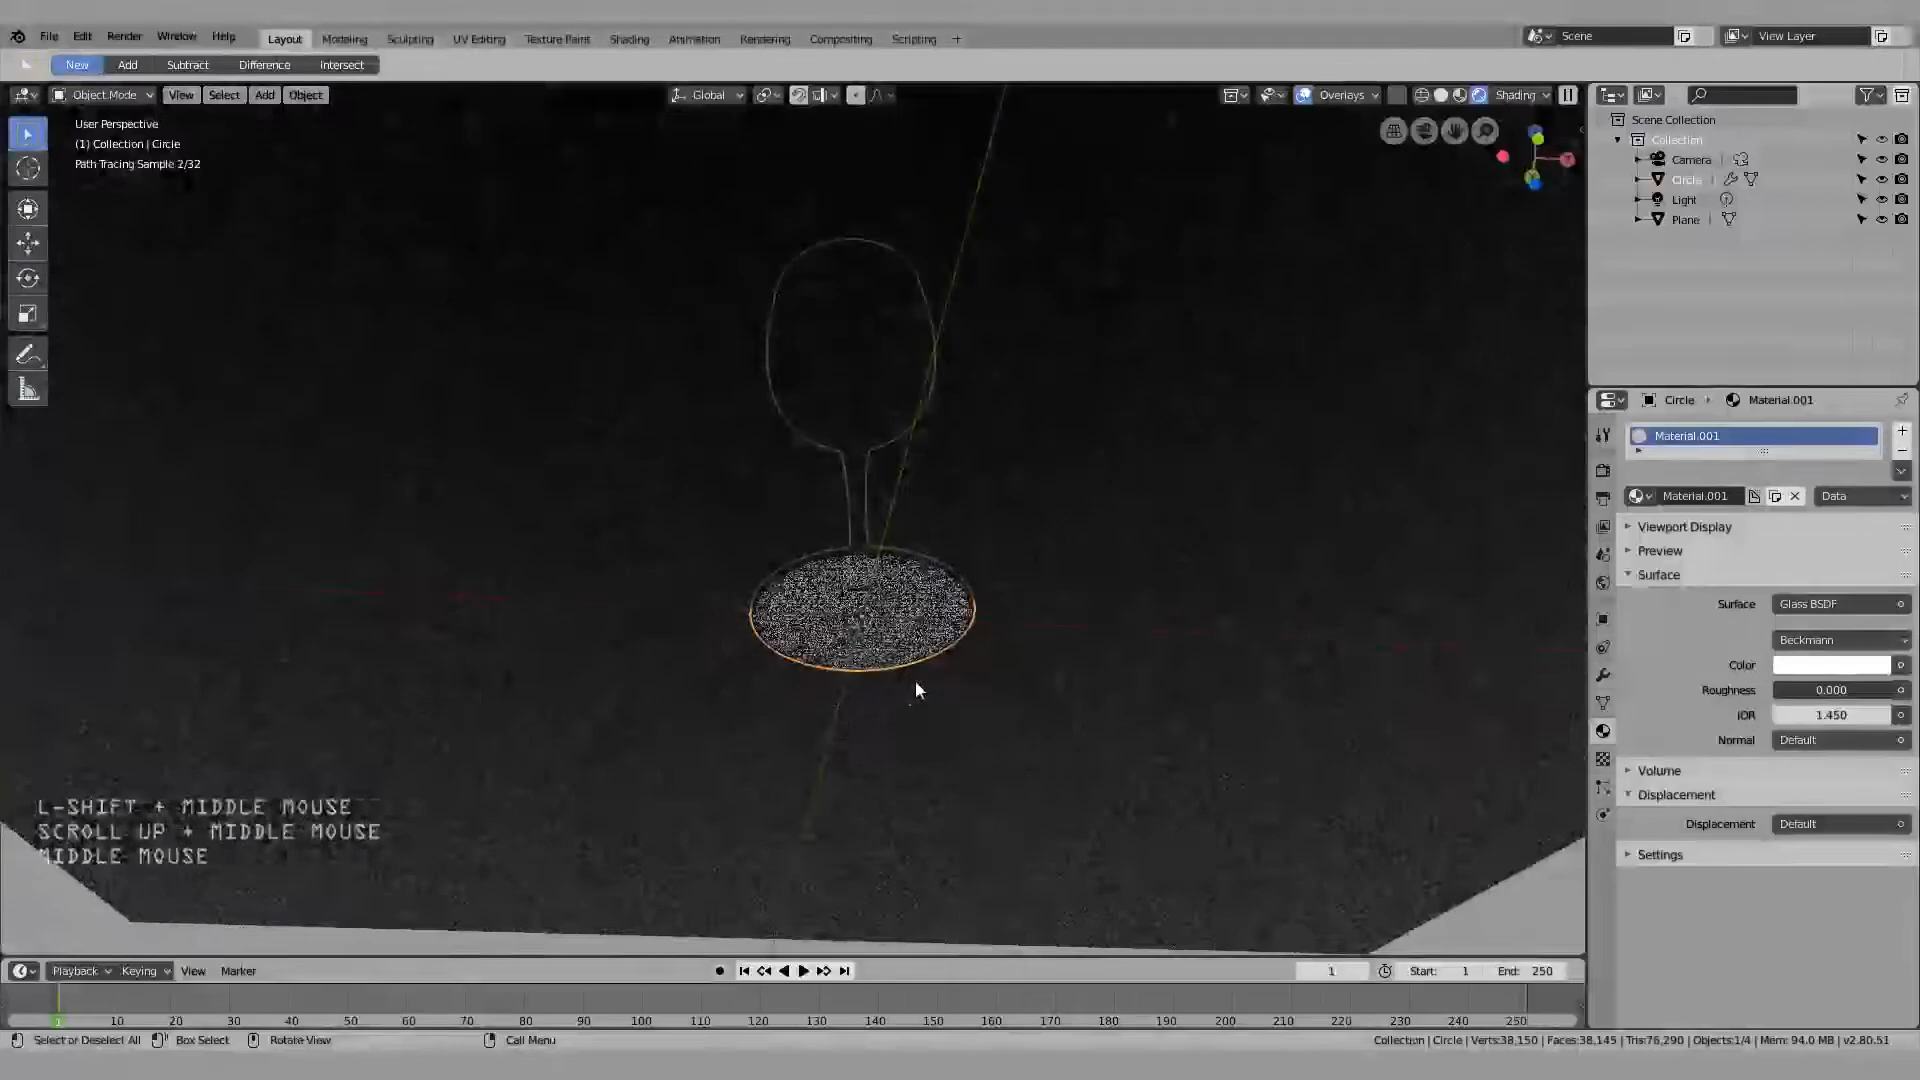 File Edit Render Window Help Layout Modeling Sculpting UV Editing Texture Paint Shading Animation Rendering Compositing Scripting + Scene View Layer
New Add Subtract Difference Intersect
Object Mode View Select Add Object Global Overlays Shading
User Perspective
(1) Collection | Circle
Path Tracing Sample 2/32
Scene Collection
Collection
Camera
Circle
Light
Plane
Circle Material.001
Material.001
Material.001 Data
Viewport Display
Preview
Surface
Surface Glass BSDF
Beckmann
Color
Roughness 0.000
IOR 1.450
Normal Default
Volume
Displacement
Displacement Default
Settings
L-SHIFT + MIDDLE MOUSE
SCROLL UP + MIDDLE MOUSE
MIDDLE MOUSE
Playback Keying View Marker 1 Start: 1 End: 250
1 10 20 30 40 50 60 70 80 90 100 110 120 130 140 150 160 170 180 190 200 210 220 230 240 250
Select or Deselect All Box Select Rotate View Call Menu Collection | Circle | Verts:38,150 | Faces:38,145 | Tris:76,290 | Objects:1/4 | Mem: 94.0 MB | v2.80.51